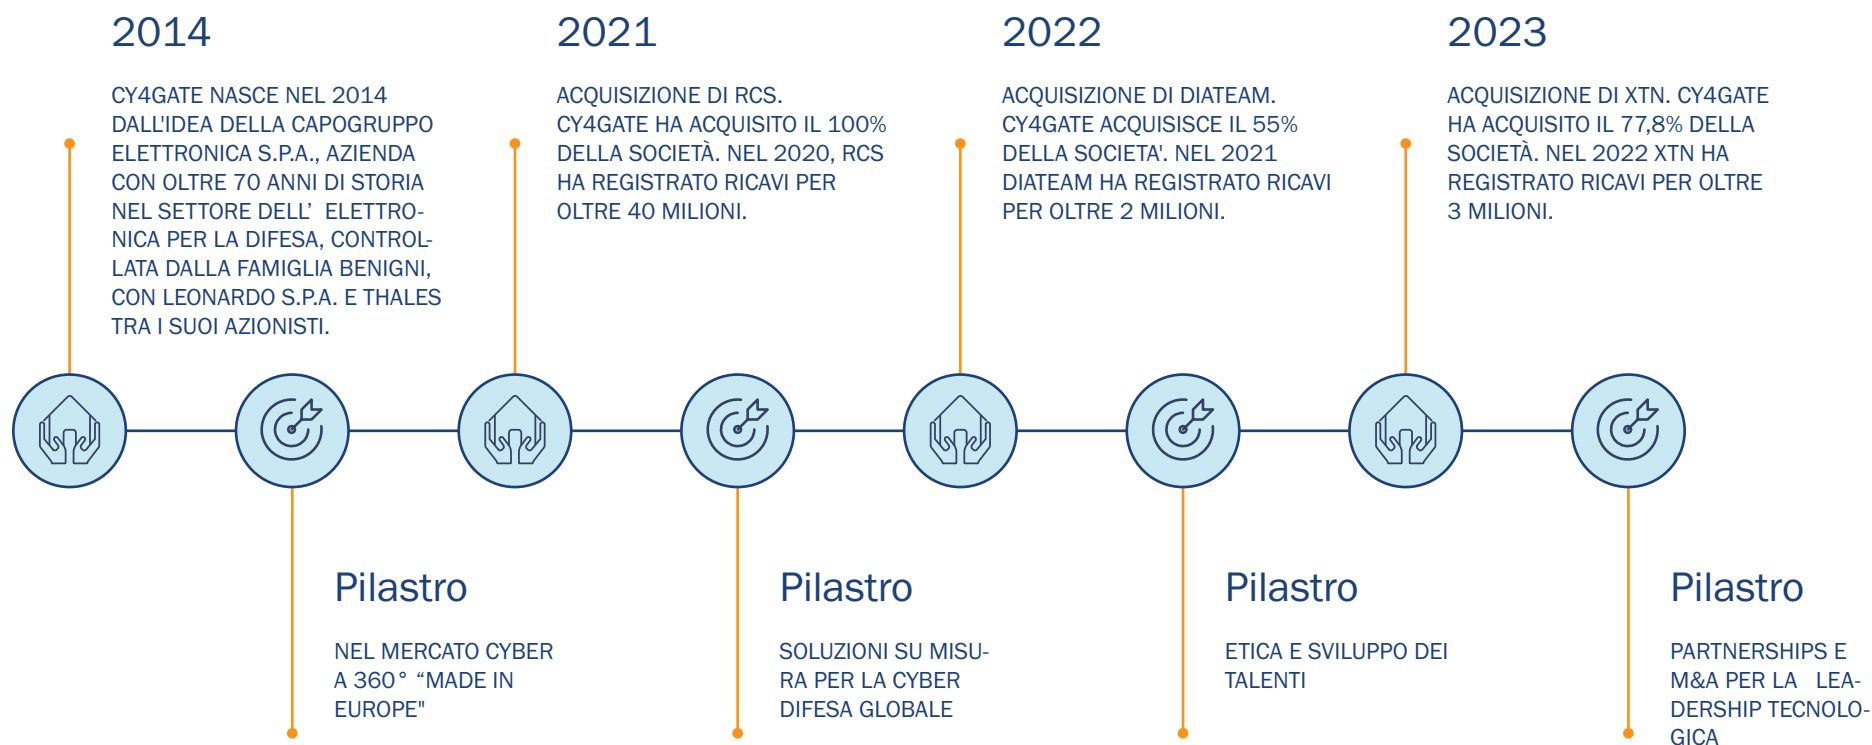 2014
CY4GATE NASCE NEL 2014
DALL'IDEA DELLA CAPOGRUPPO
ELETTRONICA S.P.A., AZIENDA
CON OLTRE 70 ANNI DI STORIA
NEL SETTORE DELL’ ELETTRO-
NICA PER LA DIFESA, CONTROL-
LATA DALLA FAMIGLIA BENIGNI,
CON LEONARDO S.P.A. E THALES
TRA I SUOI AZIONISTI.
2021
ACQUISIZIONE DI RCS.
CY4GATE HA ACQUISITO IL 100%
DELLA SOCIETÀ. NEL 2020, RCS
HA REGISTRATO RICAVI PER
OLTRE 40 MILIONI.
2022
ACQUISIZIONE DI DIATEAM.
CY4GATE ACQUISISCE IL 55%
DELLA SOCIETA'. NEL 2021
DIATEAM HA REGISTRATO RICAVI
PER OLTRE 2 MILIONI.
2023
ACQUISIZIONE DI XTN. CY4GATE
HA ACQUISITO IL 77,8% DELLA
SOCIETÀ. NEL 2022 XTN HA
REGISTRATO RICAVI PER OLTRE
3 MILIONI.
Pilastro
NEL MERCATO CYBER
A 360° “MADE IN
EUROPE"
Pilastro
SOLUZIONI SU MISU-
RA PER LA CYBER
DIFESA GLOBALE
Pilastro
ETICA E SVILUPPO DEI
TALENTI
Pilastro
PARTNERSHIPS E
M&A PER LA LEA-
DERSHIP TECNOLO-
GICA